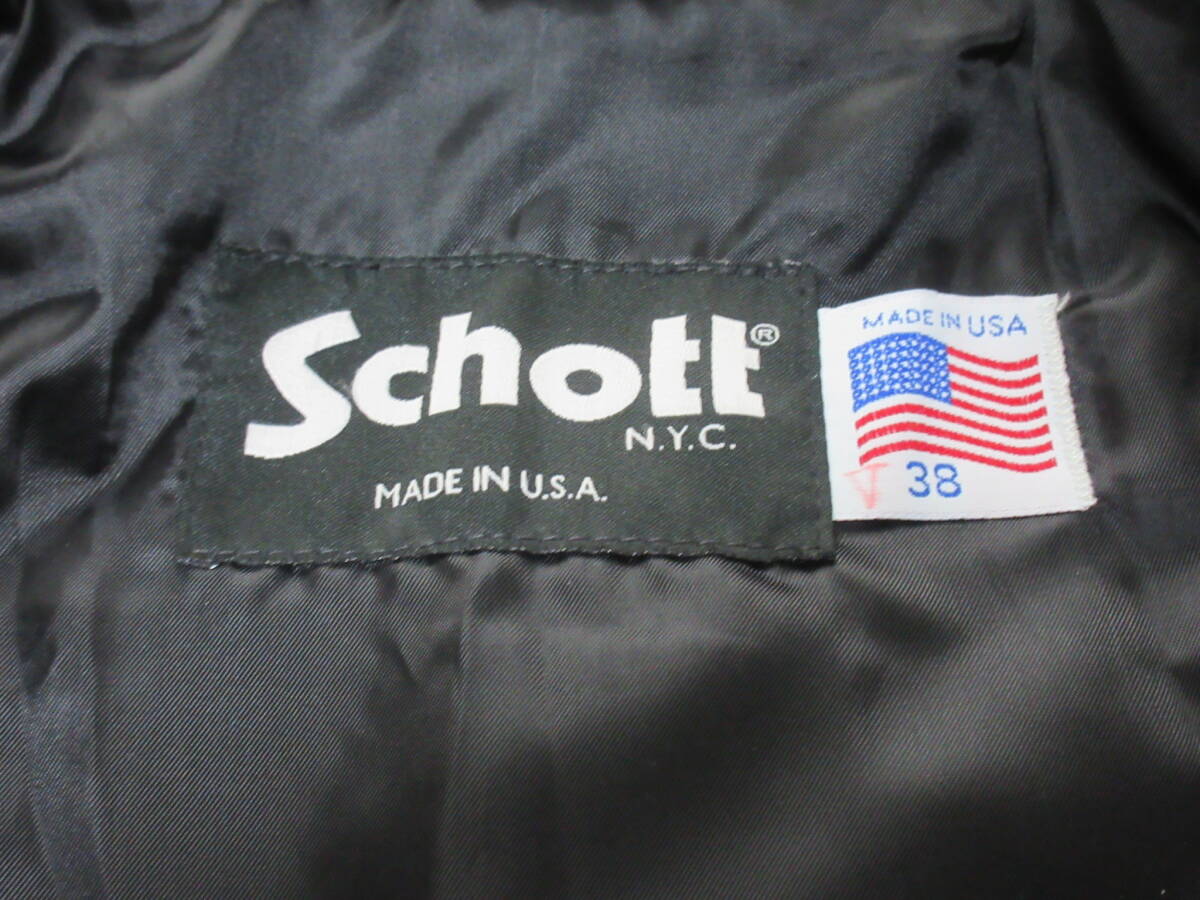 Schott®
N.Y.C.
MADE IN U.S.A.
MADE IN USA
38